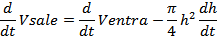 d/dt Vsale = d/dt Ventra − π/4 h² dh/dt